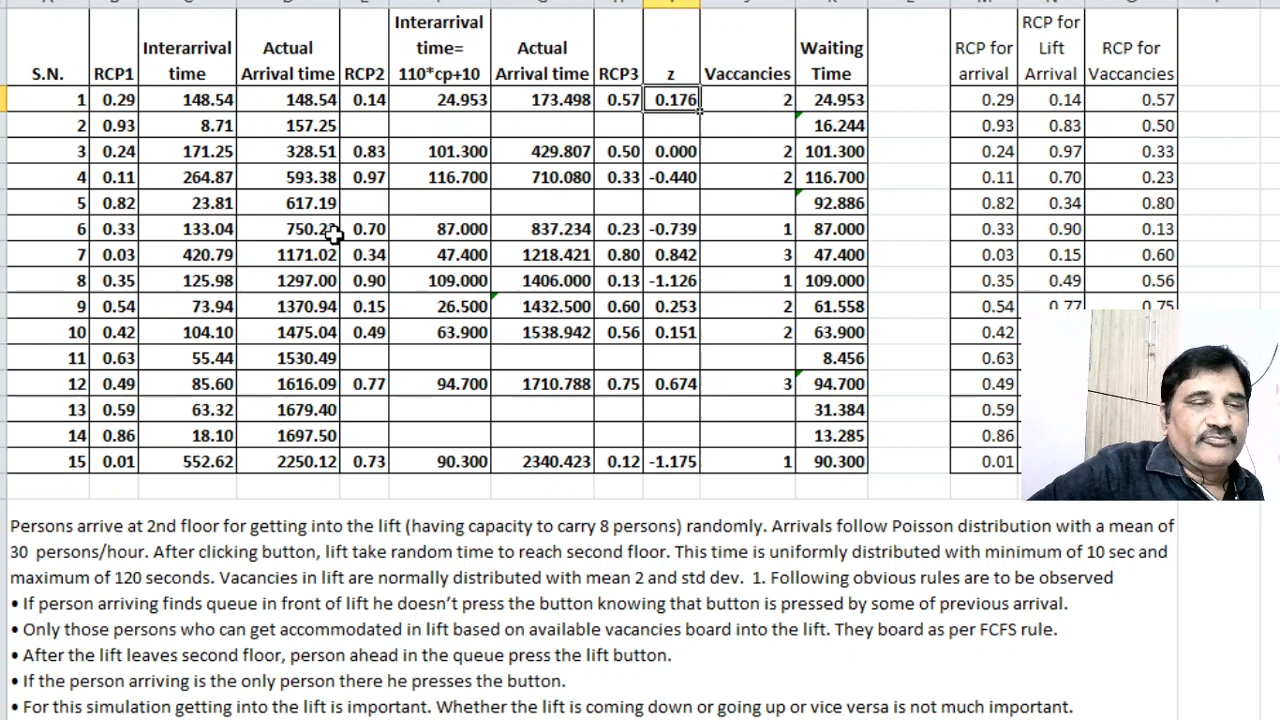 Interarrival RCP for
Interarrival Actual time= Actual Waiting RCP for Lift RCP for
S.N. RCP1 time Arrival time RCP2 110*cp+10 Arrival time RCP3 z Vaccancies Time arrival Arrival Vaccancies
1 0.29 148.54 148.54 0.14 24.953 173.498 0.57 0.176 2 24.953 0.29 0.14 0.57
2 0.93 8.71 157.25 16.244 0.93 0.83 0.50
3 0.24 171.25 328.51 0.83 101.300 429.807 0.50 0.000 2 101.300 0.24 0.97 0.33
4 0.11 264.87 593.38 0.97 116.700 710.080 0.33 -0.440 2 116.700 0.11 0.70 0.23
5 0.82 23.81 617.19 92.886 0.82 0.34 0.80
6 0.33 133.04 0.70 87.000 837.234 0.23 -0.739 1 87.000 0.33 0.90 0.13
7 0.03 420.79 1171.02 0.34 47.400 1218.421 0.80 0.842 3 47.400 0.03 0.15 0.60
8 0.35 125.98 1297.00 0.90 109.000 1406.000 0.13 -1.126 1 109.000 0.35 0.49 0.56
9 0.54 73.94 1370.94 0.15 26.500 1432.500 0.60 0.253 2 61.558 0.54 0.77 0.75
10 0.42 104.10 1475.04 0.49 63.900 1538.942 0.56 0.151 2 63.900 0.42
11 0.63 55.44 1530.49 8.456 0.63
12 0.49 85.60 1616.09 0.77 94.700 1710.788 0.75 0.674 3 94.700 0.49
13 0.59 63.32 1679.40 31.384 0.59
14 0.86 18.10 1697.50 13.285 0.86
15 0.01 552.62 2250.12 0.73 90.300 2340.423 0.12 -1.175 1 90.300 0.01
Persons arrive at 2nd floor for getting into the lift (having capacity to carry 8 persons) randomly. Arrivals follow Poisson distribution with a mean of
30 persons/hour. After clicking button, lift take random time to reach second floor. This time is uniformly distributed with minimum of 10 sec and
maximum of 120 seconds. Vacancies in lift are normally distributed with mean 2 and std dev. 1. Following obvious rules are to be observed
• If person arriving finds queue in front of lift he doesn’t press the button knowing that button is pressed by some of previous arrival.
• Only those persons who can get accommodated in lift based on available vacancies board into the lift. They board as per FCFS rule.
• After the lift leaves second floor, person ahead in the queue press the lift button.
• If the person arriving is the only person there he presses the button.
• For this simulation getting into the lift is important. Whether the lift is coming down or going up or vice versa is not much important.